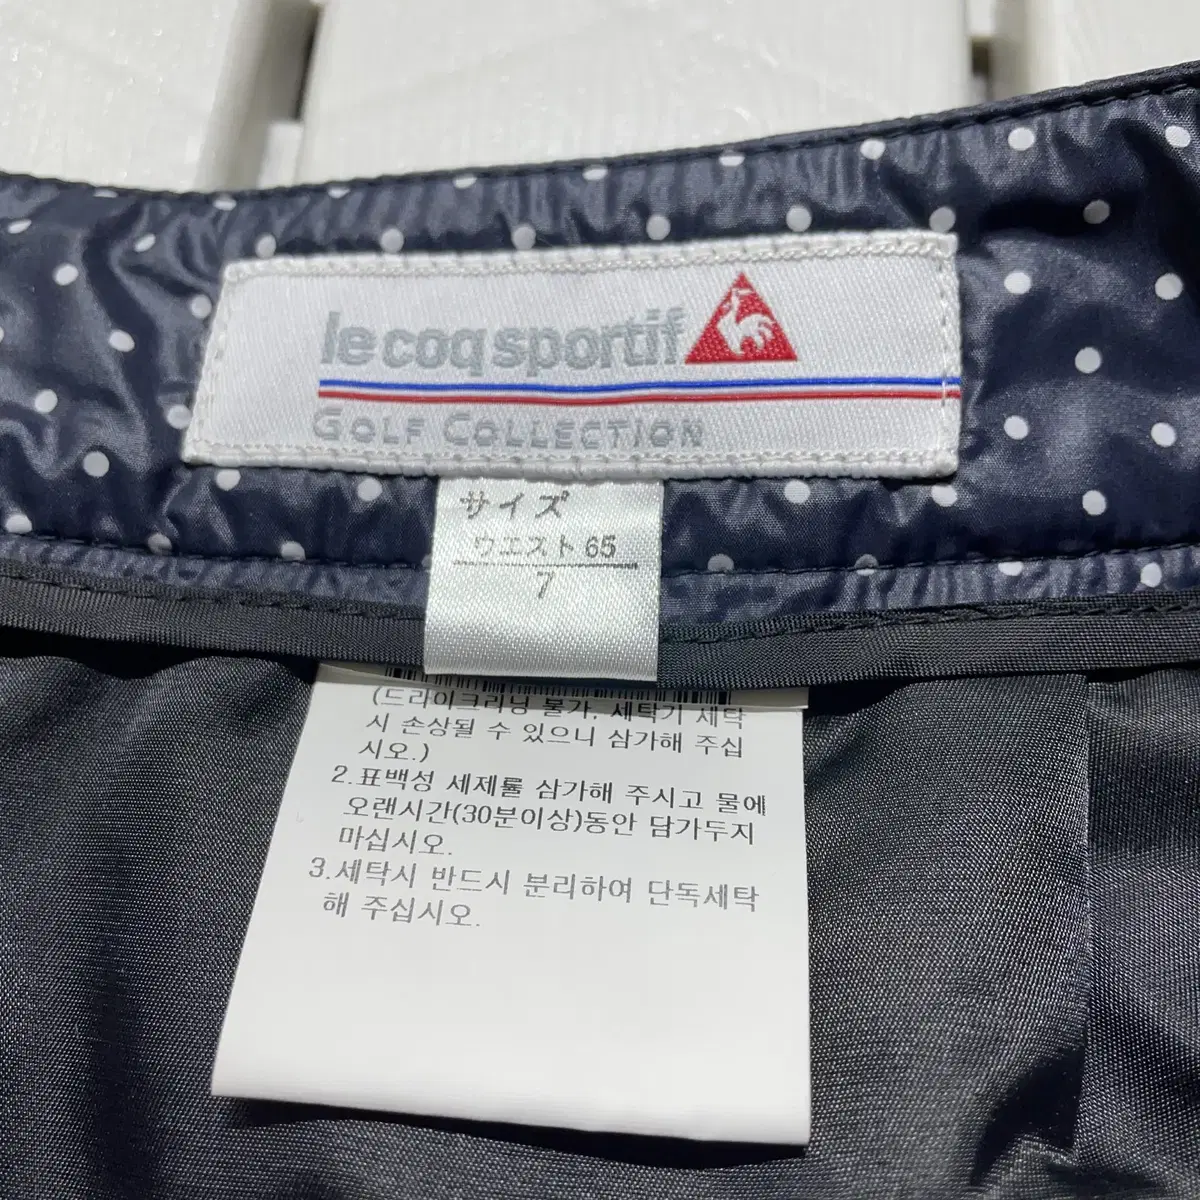 le coq sportif
GOLF COLLECTION
サイズ
ウエスト 65
7
(드라이크리닝 불가. 세탁기 세탁
시 손상될 수 있으니 삼가해 주십
시오.)
2.표백성 세제를 삼가해 주시고 물에
오랜시간(30분이상)동안 담가두지
마십시오.
3.세탁시 반드시 분리하여 단독세탁
해 주십시오.